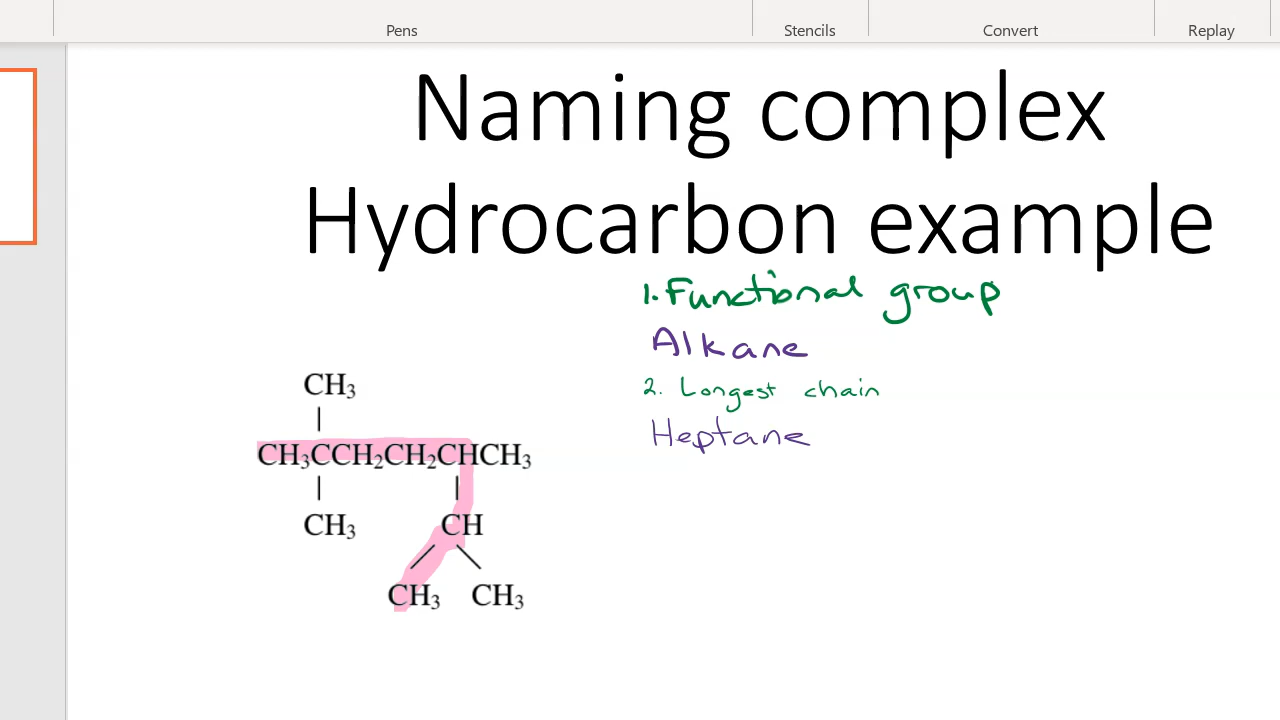 Pens
Stencils
Convert
Replay
Naming complex
Hydrocarbon example
1. Functional group
Alkane
2. Longest chain
Heptane
CH₃
CH₃CCH₂CH₂CHCH₃
CH₃ CH
CH₃ CH₃